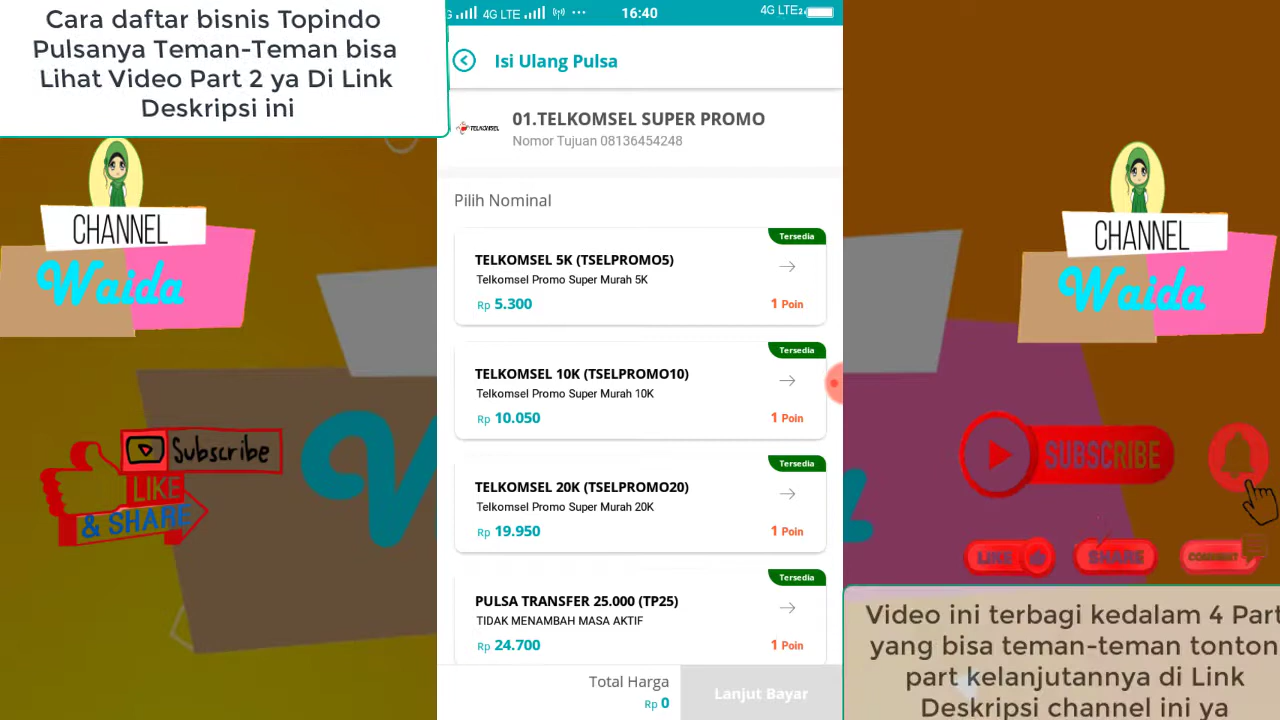 Cara daftar bisnis Topindo
Pulsanya Teman-Teman bisa
Lihat Video Part 2 ya Di Link
Deskripsi ini
CHANNEL
Waida
Subscribe
LIKE
& SHARE
4G LTE
16:40
4G LTE2
Isi Ulang Pulsa
TELKOMSEL
01.TELKOMSEL SUPER PROMO
Nomor Tujuan 08136454248
Pilih Nominal
Tersedia
TELKOMSEL 5K (TSELPROMO5)
Telkomsel Promo Super Murah 5K
Rp 5.300
1 Poin
Tersedia
TELKOMSEL 10K (TSELPROMO10)
Telkomsel Promo Super Murah 10K
Rp 10.050
1 Poin
Tersedia
TELKOMSEL 20K (TSELPROMO20)
Telkomsel Promo Super Murah 20K
Rp 19.950
1 Poin
Tersedia
PULSA TRANSFER 25.000 (TP25)
TIDAK MENAMBAH MASA AKTIF
Rp 24.700
1 Poin
Total Harga
Rp 0
Lanjut Bayar
CHANNEL
Waida
SUBSCRIBE
LIKE
SHARE
COMMENT
Video ini terbagi kedalam 4 Part
yang bisa teman-teman tonton
part kelanjutannya di Link
Deskripsi channel ini ya